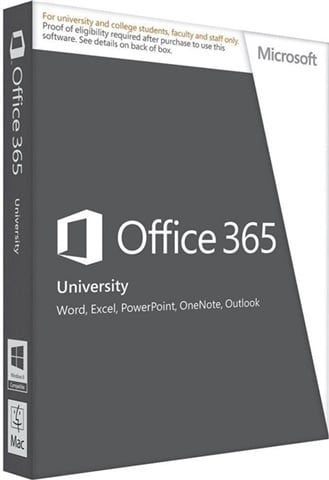 For university and college students, faculty and staff only.
Proof of eligibility required after purchase to use this
software. See details on back of box.
Microsoft
Office 365
University
Office 365
University
Word, Excel, PowerPoint, OneNote, Outlook
Windows 8
Compatible
Mac